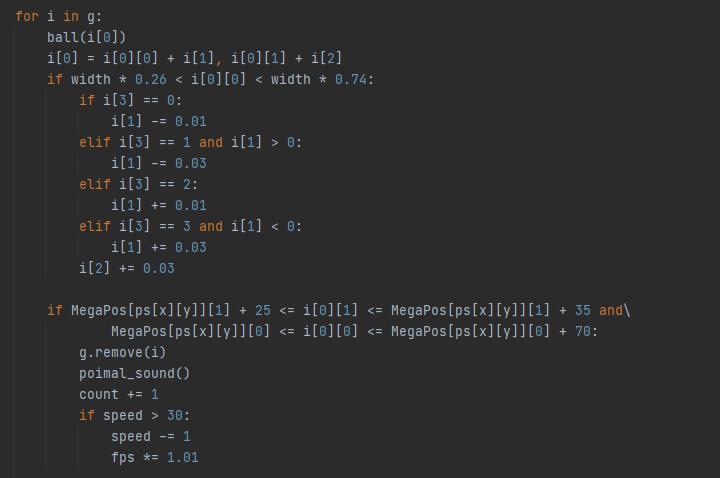 for i in g:
    ball(i[0])
    i[0] = i[0][0] + i[1], i[0][1] + i[2]
    if width * 0.26 < i[0][0] < width * 0.74:
        if i[3] == 0:
            i[1] -= 0.01
        elif i[3] == 1 and i[1] > 0:
            i[1] -= 0.03
        elif i[3] == 2:
            i[1] += 0.01
        elif i[3] == 3 and i[1] < 0:
            i[1] += 0.03
        i[2] += 0.03

    if MegaPos[ps[x][y]][1] + 25 <= i[0][1] <= MegaPos[ps[x][y]][1] + 35 and\
            MegaPos[ps[x][y]][0] <= i[0][0] <= MegaPos[ps[x][y]][0] + 70:
        g.remove(i)
        poimal_sound()
        count += 1
        if speed > 30:
            speed -= 1
            fps *= 1.01